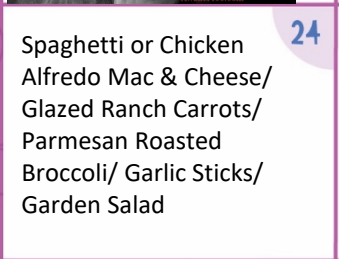 24
Spaghetti or Chicken
Alfredo Mac & Cheese/
Glazed Ranch Carrots/
Parmesan Roasted
Broccoli/ Garlic Sticks/
Garden Salad